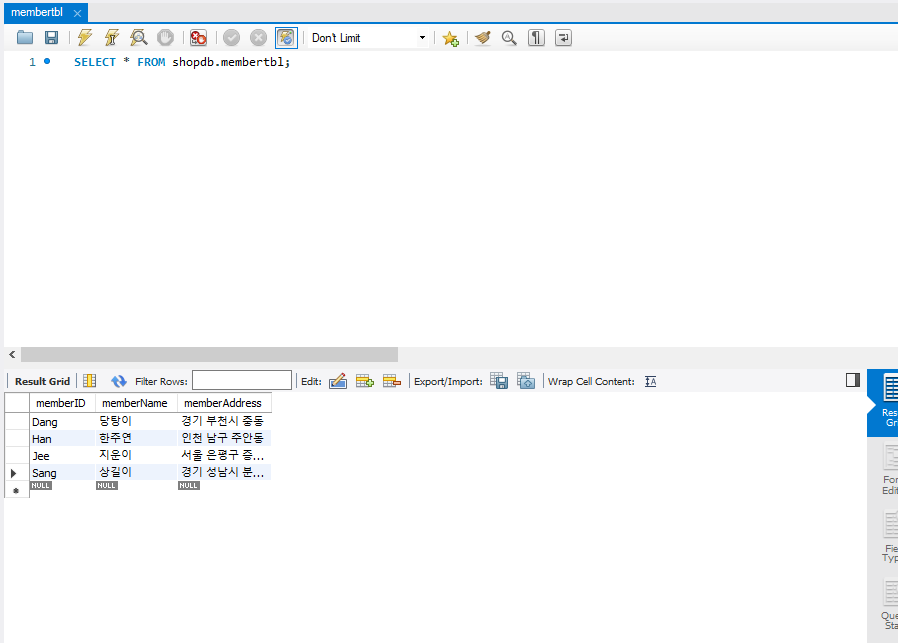 membertbl
Don't Limit
1 SELECT * FROM shopdb.membertbl;
Result Grid Filter Rows: Edit: Export/Import: Wrap Cell Content: IA
memberID memberName memberAddress
Dang 당탕이 경기 부천시 중동
Han 한주연 인천 남구 주안동
Jee 지운이 서울 은평구 증...
Sang 상길이 경기 성남시 분...
NULL NULL NULL
Res
Gr
For
Edit
Fie
Typ
Que
Sta